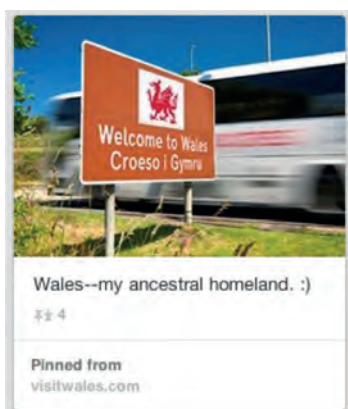 Welcome to Wales
Croeso i Gymru
Wales--my ancestral homeland. :)
4
Pinned from
visitwales.com